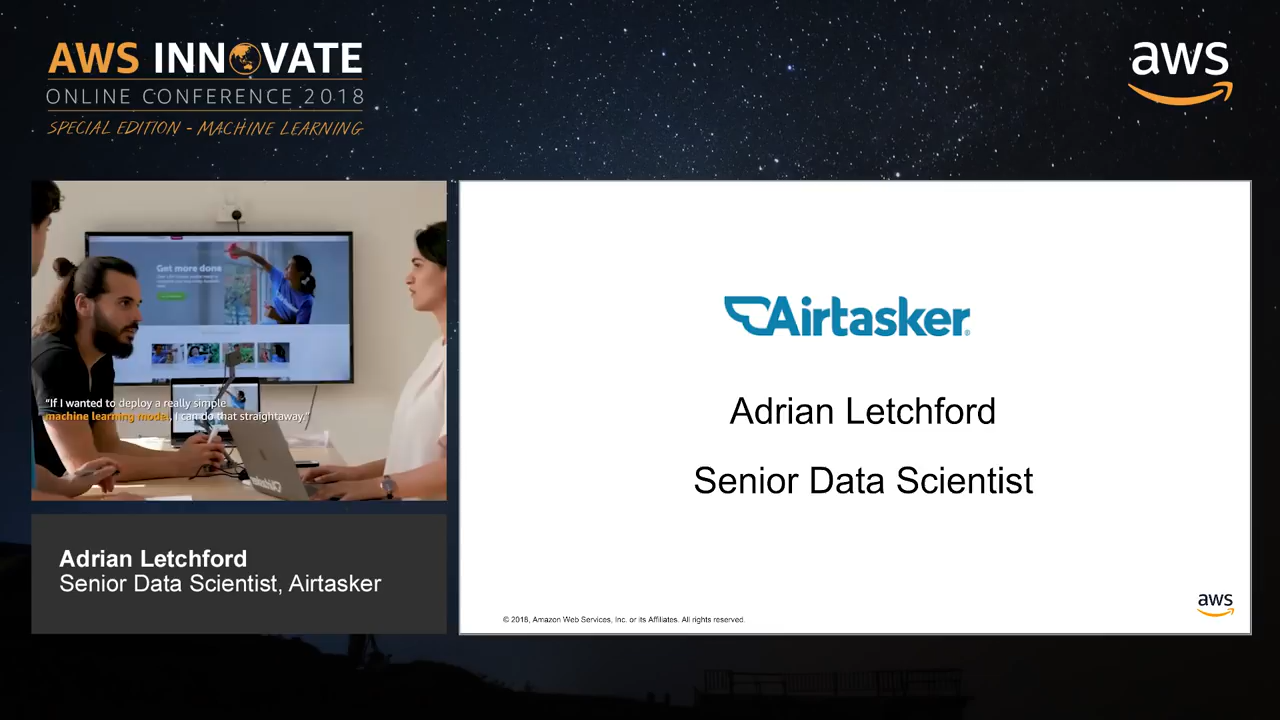 AWS INNOVATE
ONLINE CONFERENCE 2018
SPECIAL EDITION - MACHINE LEARNING
aws
Get more done
"If I wanted to deploy a really simple
machine learning model, I can do that straightaway."
Adrian Letchford
Senior Data Scientist, Airtasker
Airtasker®
Adrian Letchford
Senior Data Scientist
© 2018, Amazon Web Services, Inc. or its Affiliates. All rights reserved.
aws